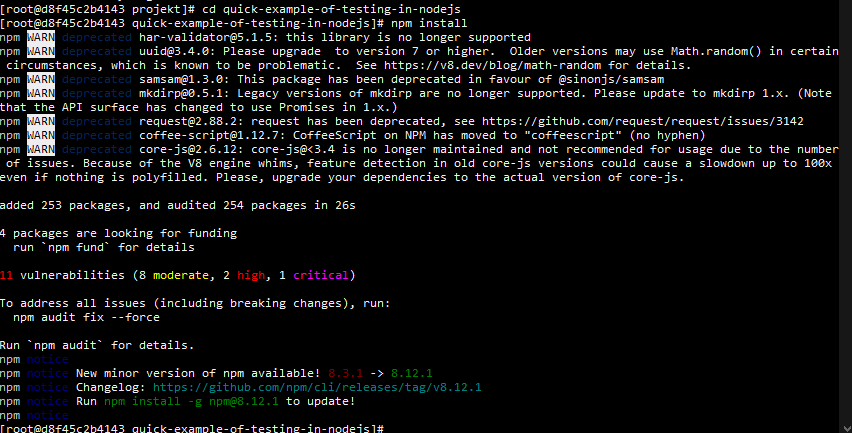 [root@d8f45c2b4143 projekt]# cd quick-example-of-testing-in-nodejs
[root@d8f45c2b4143 quick-example-of-testing-in-nodejs]# npm install
npm WARN deprecated har-validator@5.1.5: this library is no longer supported
npm WARN deprecated uuid@3.4.0: Please upgrade  to version 7 or higher.  Older versions may use Math.random() in certain
 circumstances, which is known to be problematic.  See https://v8.dev/blog/math-random for details.
npm WARN deprecated samsam@1.3.0: This package has been deprecated in favour of @sinonjs/samsam
npm WARN deprecated mkdirp@0.5.1: Legacy versions of mkdirp are no longer supported. Please update to mkdirp 1.x. (Note
that the API surface has changed to use Promises in 1.x.)
npm WARN deprecated request@2.88.2: request has been deprecated, see https://github.com/request/request/issues/3142
npm WARN deprecated coffee-script@1.12.7: CoffeeScript on NPM has moved to "coffeescript" (no hyphen)
npm WARN deprecated core-js@2.6.12: core-js@<3.4 is no longer maintained and not recommended for usage due to the number
 of issues. Because of the V8 engine whims, feature detection in old core-js versions could cause a slowdown up to 100x
even if nothing is polyfilled. Please, upgrade your dependencies to the actual version of core-js.
added 253 packages, and audited 254 packages in 26s
4 packages are looking for funding
  run `npm fund` for details
11 vulnerabilities (8 moderate, 2 high, 1 critical)
To address all issues (including breaking changes), run:
  npm audit fix --force
Run `npm audit` for details.
npm notice
npm notice New minor version of npm available! 8.3.1 -> 8.12.1
npm notice Changelog: https://github.com/npm/cli/releases/tag/v8.12.1
npm notice Run npm install -g npm@8.12.1 to update!
npm notice
[root@d8f45c2b4143 quick-example-of-testing-in-nodejs]#